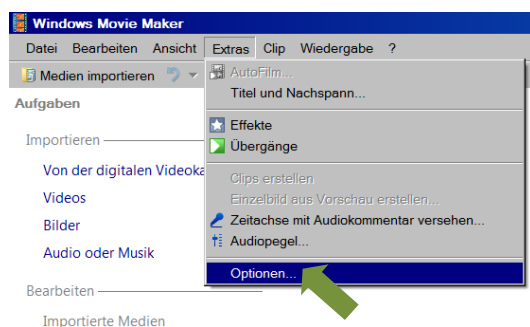 Windows Movie Maker
Datei Bearbeiten Ansicht Extras Clip Wiedergabe ?
Medien importieren
AutoFilm...
Titel und Nachspann...
Effekte
Übergänge
Clips erstellen
Einzelbild aus Vorschau erstellen...
Zeitachse mit Audiokommentar versehen...
Audiopegel...
Optionen...
Aufgaben
Importieren
Von der digitalen Videoka
Videos
Bilder
Audio oder Musik
Bearbeiten
Importierte Medien